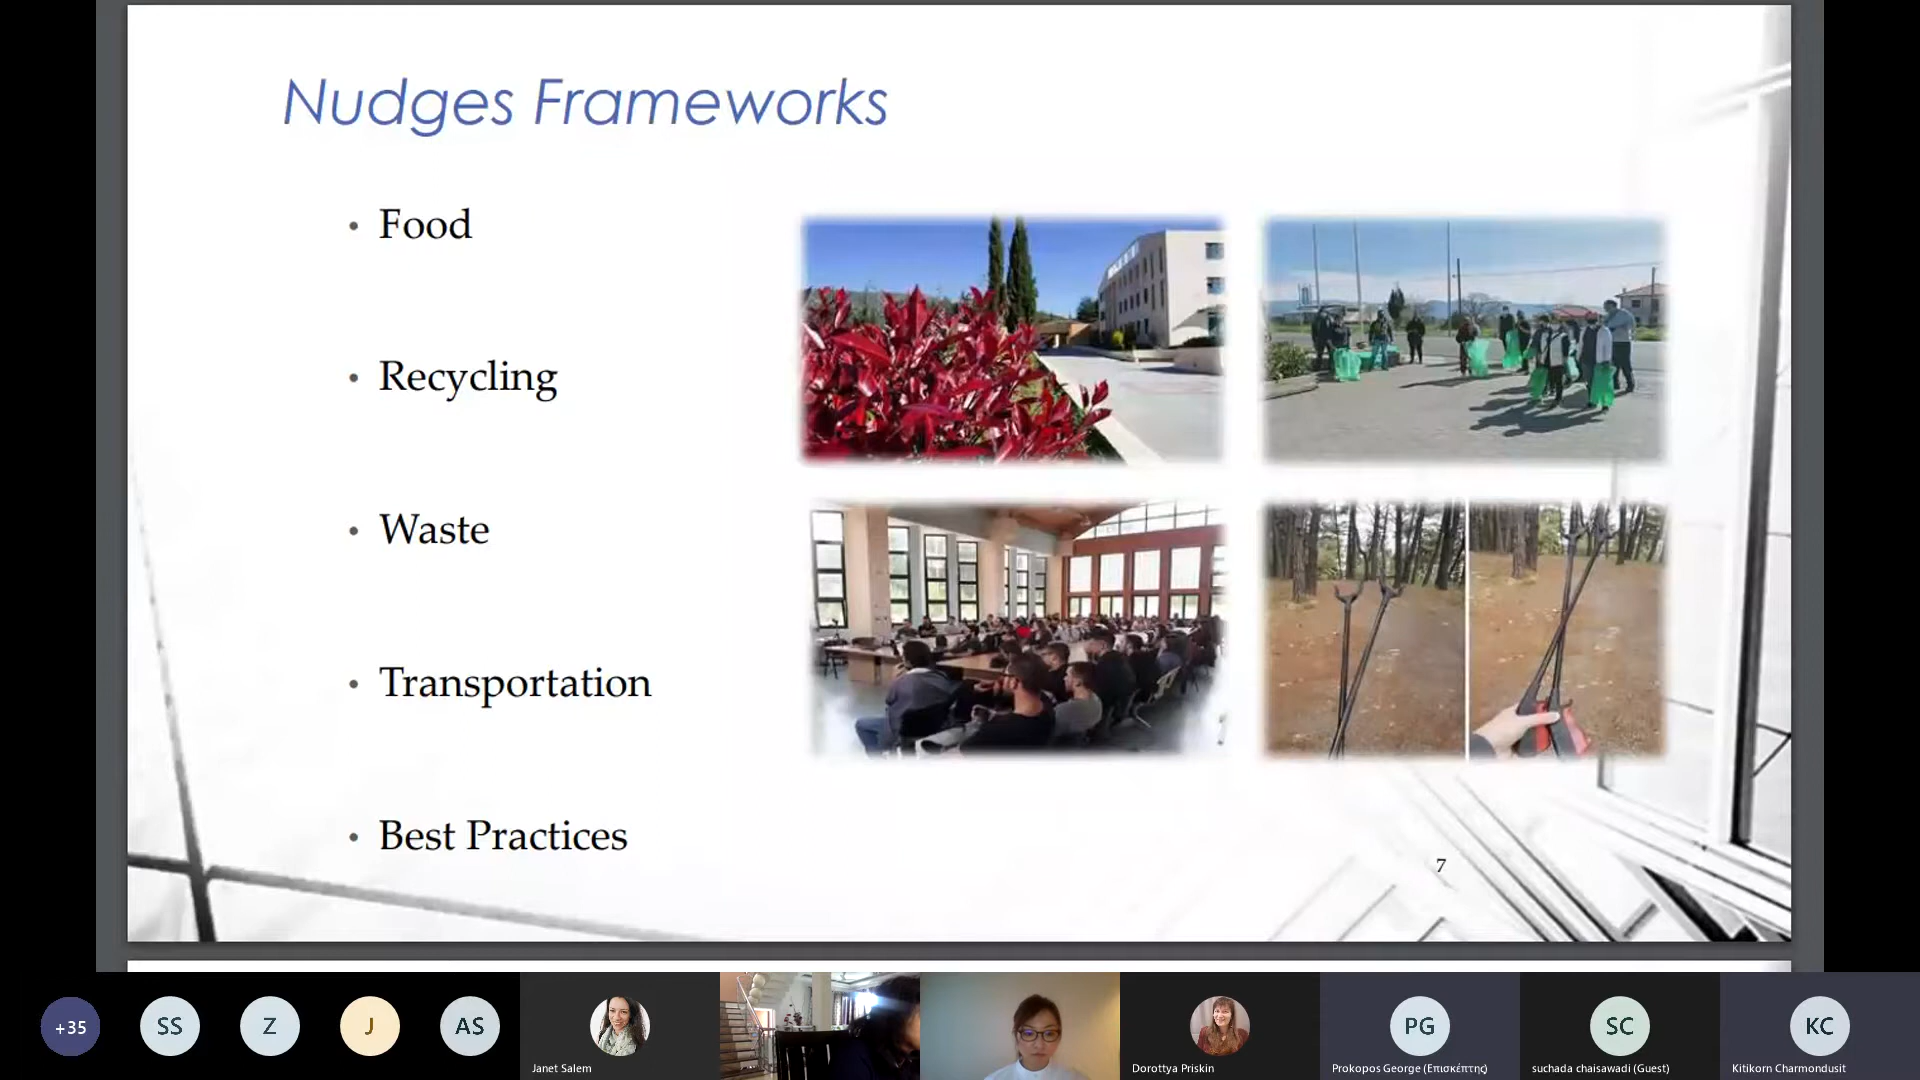 Nudges Frameworks
• Food
• Recycling
• Waste
• Transportation
• Best Practices
7
+35
SS
Z
J
AS
Janet Salem
Dorottya Priskin
PG
Prokopos George (Επισκέπτης)
SC
suchada chaisawadi (Guest)
KC
Kitikorn Charmondusit